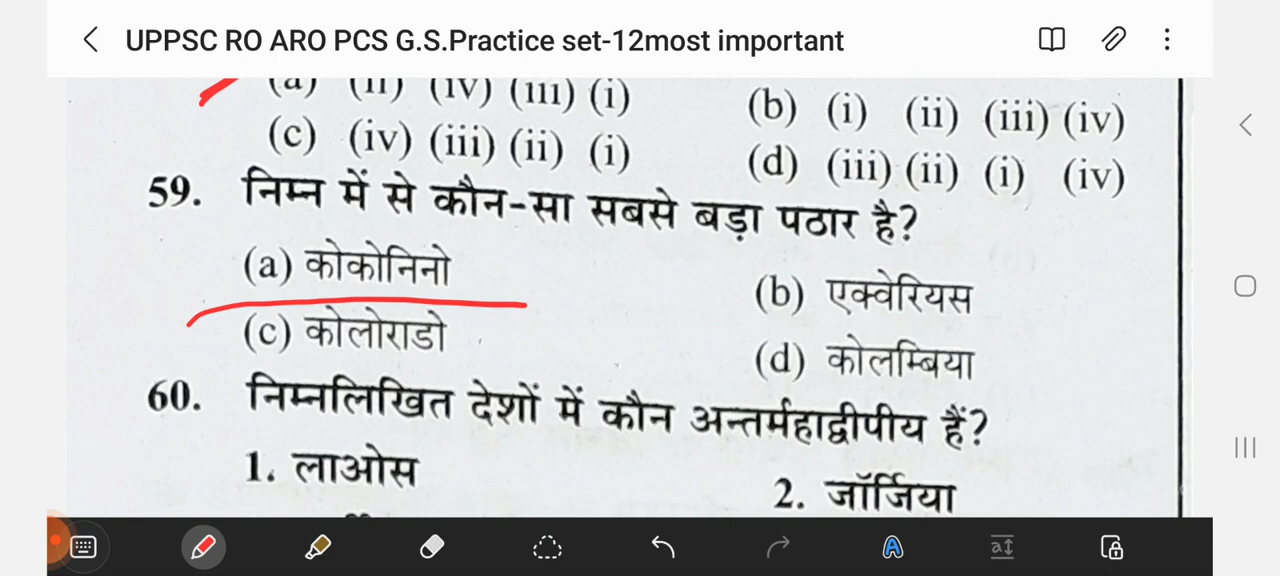 UPPSC RO ARO PCS G.S.Practice set-12most important
(a) (ii) (iv) (iii) (i) (b) (i) (ii) (iii) (iv)
(c) (iv) (iii) (ii) (i) (d) (iii) (ii) (i) (iv)
59. निम्न में से कौन-सा सबसे बड़ा पठार है?
(a) कोकोनिनो (b) एक्वेरियस
(c) कोलोराडो (d) कोलम्बिया
60. निम्नलिखित देशों में कौन अन्तर्महाद्वीपीय हैं?
1. लाओस 2. जॉर्जिया